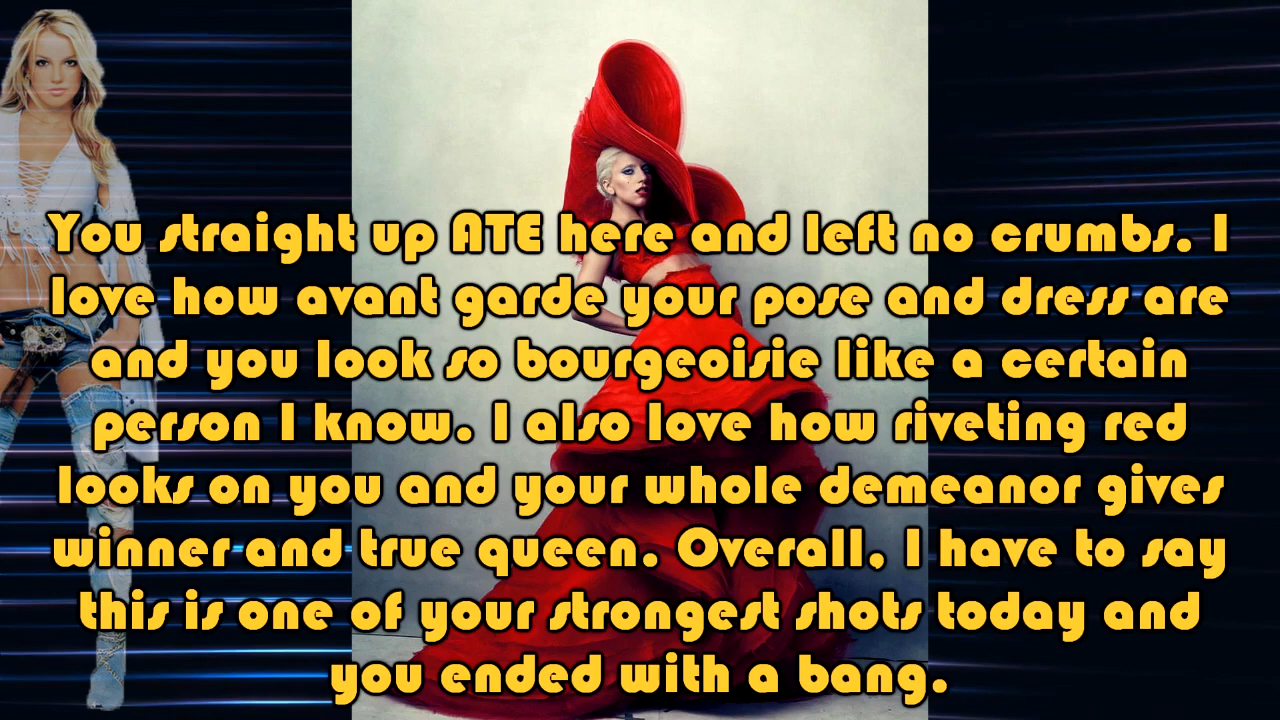 You straight up ATE here and left no crumbs. I
love how avant garde your pose and dress are
and you look so bourgeoisie like a certain
person I know. I also love how riveting red
looks on you and your whole demeanor gives
winner and true queen. Overall, I have to say
this is one of your strongest shots today and
you ended with a bang.